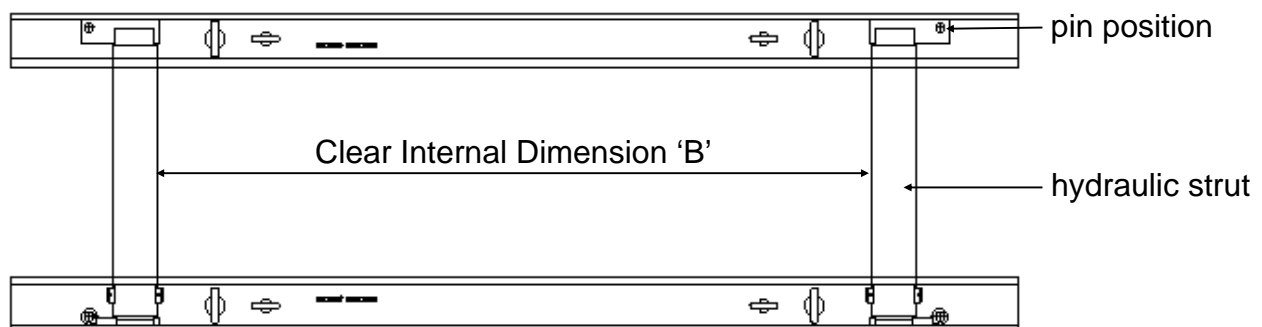 pin position
Clear Internal Dimension ‘B’
hydraulic strut